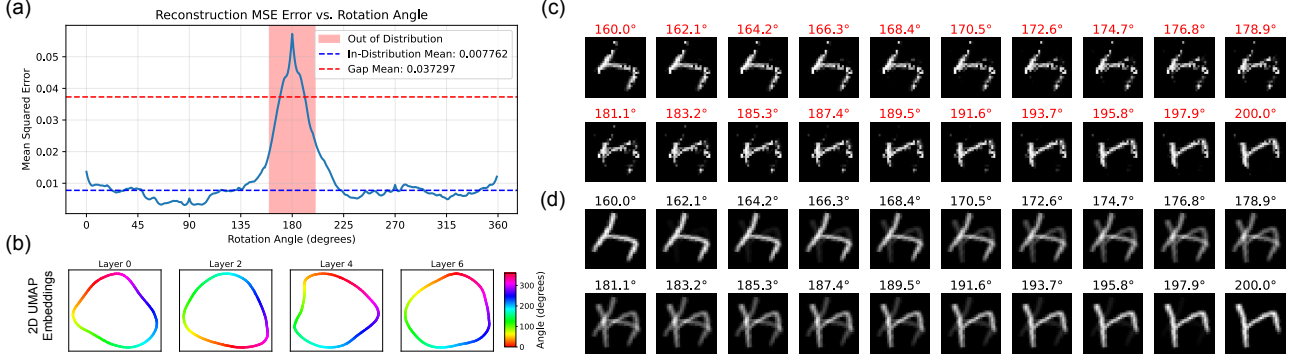 (a)
Reconstruction MSE Error vs. Rotation Angle
Out of Distribution
In-Distribution Mean: 0.007762
Gap Mean: 0.037297
Mean Squared Error
0.05
0.04
0.03
0.02
0.01
0 45 90 135 180 225 270 315 360
Rotation Angle (degrees)
(b)
2D UMAP
Embeddings
Layer 0 Layer 2 Layer 4 Layer 6
300
200
100
0
Angle (degrees)
(c)
160.0° 162.1° 164.2° 166.3° 168.4° 170.5° 172.6° 174.7° 176.8° 178.9°
181.1° 183.2° 185.3° 187.4° 189.5° 191.6° 193.7° 195.8° 197.9° 200.0°
(d)
160.0° 162.1° 164.2° 166.3° 168.4° 170.5° 172.6° 174.7° 176.8° 178.9°
181.1° 183.2° 185.3° 187.4° 189.5° 191.6° 193.7° 195.8° 197.9° 200.0°